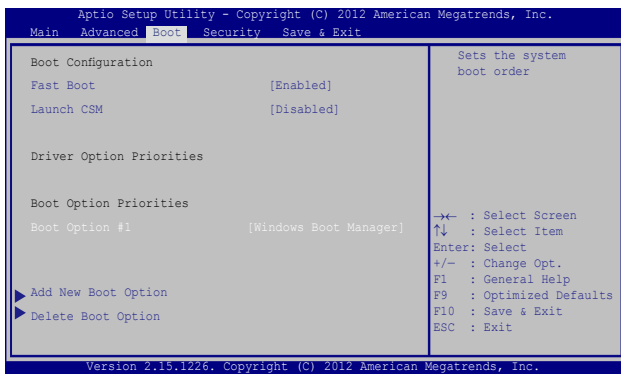 Aptio Setup Utility - Copyright (C) 2012 American Megatrends, Inc.
Main Advanced Boot Security Save & Exit
Boot Configuration
Fast Boot [Enabled]
Launch CSM [Disabled]
Driver Option Priorities
Boot Option Priorities
Boot Option #1 [Windows Boot Manager]
Add New Boot Option
Delete Boot Option
Sets the system
boot order
→← : Select Screen
↑↓ : Select Item
Enter: Select
+/— : Change Opt.
F1 : General Help
F9 : Optimized Defaults
F10 : Save & Exit
ESC : Exit
Version 2.15.1226. Copyright (C) 2012 American Megatrends, Inc.